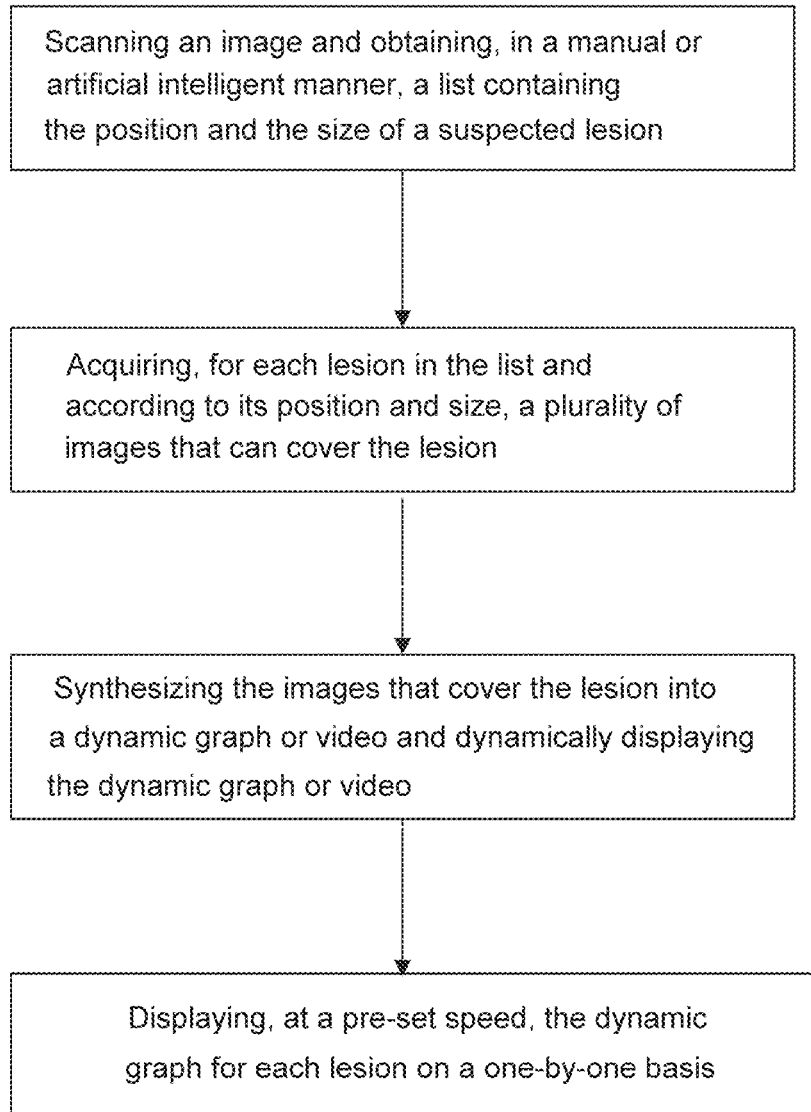 Scanning an image and obtaining, in a manual or
artificial intelligent manner, a list containing
the position and the size of a suspected lesion
Acquiring, for each lesion in the list and
according to its position and size, a plurality of
images that can cover the lesion
Synthesizing the images that cover the lesion into
a dynamic graph or video and dynamically displaying
the dynamic graph or video
Displaying, at a pre-set speed, the dynamic
graph for each lesion on a one-by-one basis